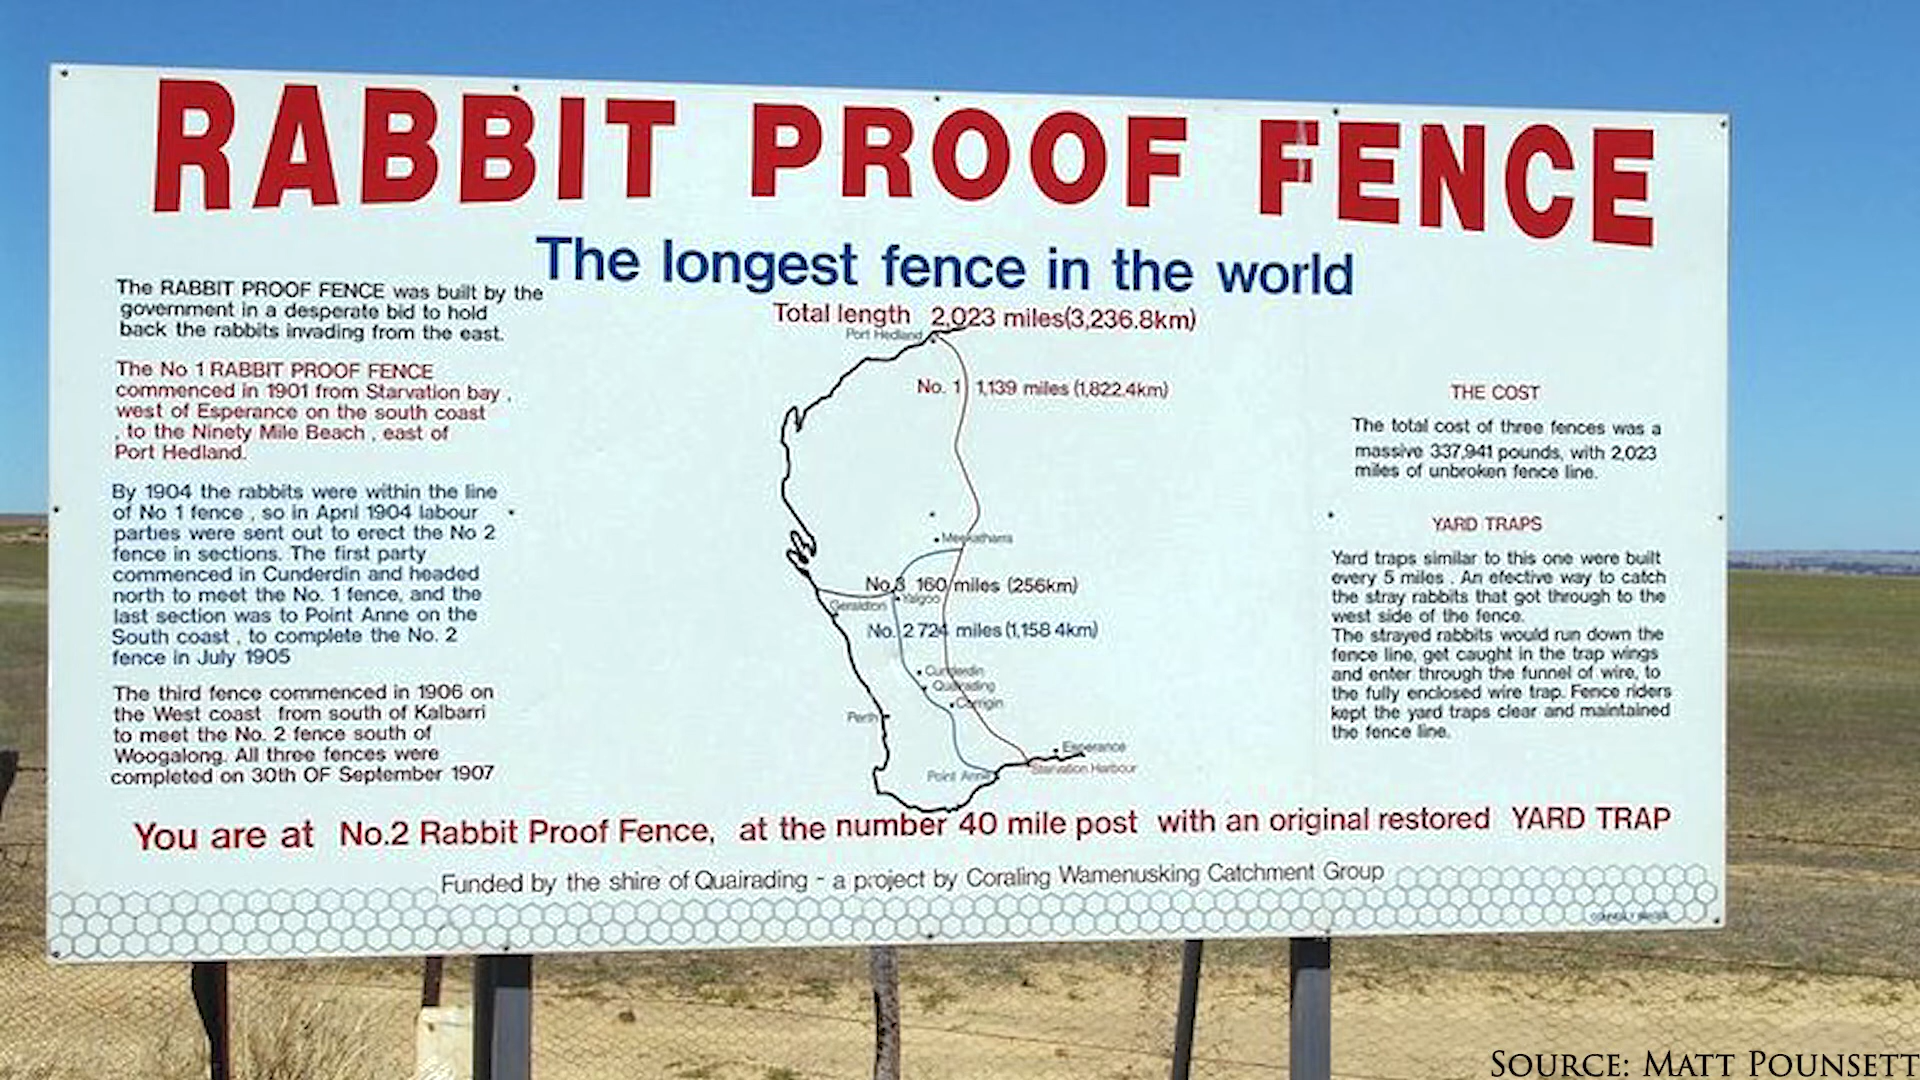 RABBIT PROOF FENCE
The longest fence in the world
Total length 2,023 miles(3,236.8km)
The RABBIT PROOF FENCE was built by the
government in a desperate bid to hold
back the rabbits invading from the east.
The No 1 RABBIT PROOF FENCE
commenced in 1901 from Starvation bay ,
west of Esperance on the south coast
, to the Ninety Mile Beach , east of
Port Hedland.
By 1904 the rabbits were within the line
of No 1 fence , so in April 1904 labour
parties were sent out to erect the No 2
fence in sections. The first party
commenced in Cunderdin and headed
north to meet the No. 1 fence, and the
last section was to Point Anne on the
South coast , to complete the No. 2
fence in July 1905
The third fence commenced in 1906 on
the West coast from south of Kalbarri
to meet the No. 2 fence south of
Woogalong. All three fences were
completed on 30th OF September 1907
Port Hedland
No. 1 1,139 miles (1,822.4km)
Meekatharra
No.3 160 miles (256km)
Yalgoo
Geraldton
No. 2 724 miles (1,158 4km)
Cunderdin
Quairading
Corrigin
Perth
Esperance
Point Anne
Starvation Harbour
THE COST
The total cost of three fences was a
massive 337,941 pounds, with 2,023
miles of unbroken fence line.
YARD TRAPS
Yard traps similar to this one were built
every 5 miles . An efective way to catch
the stray rabbits that got through to the
west side of the fence.
The strayed rabbits would run down the
fence line, get caught in the trap wings
and enter through the funnel of wire, to
the fully enclosed wire trap. Fence riders
kept the yard traps clear and maintained
the fence line.
You are at No.2 Rabbit Proof Fence, at the number 40 mile post with an original restored YARD TRAP
Funded by the shire of Quairading - a project by Coraling Wamenusking Catchment Group
Source: Matt Pounsett